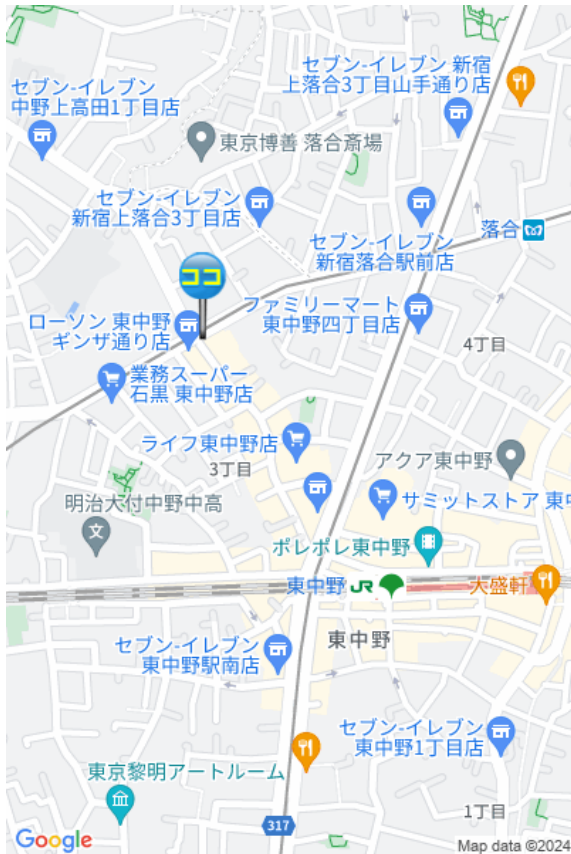 セブン-イレブン
中野上高田1丁目店
セブン-イレブン 新宿
上落合3丁目山手通り店
東京博善 落合斎場
セブン-イレブン
新宿上落合3丁目店
落合
セブン-イレブン
新宿落合駅前店
ココ
ローソン 東中野
ギンザ通り店
ファミリーマート
東中野四丁目店
4丁目
業務スーパー
石黒 東中野店
ライフ東中野店
3丁目
アクア東中野
明治大付中野中高
文
サミットストア 東中
ポレポレ東中野
東中野 JR
大盛軒
東中野
セブン-イレブン
東中野駅南店
セブン-イレブン
東中野1丁目店
東京黎明アートルーム
317
1丁目
Google
Map data ©2024